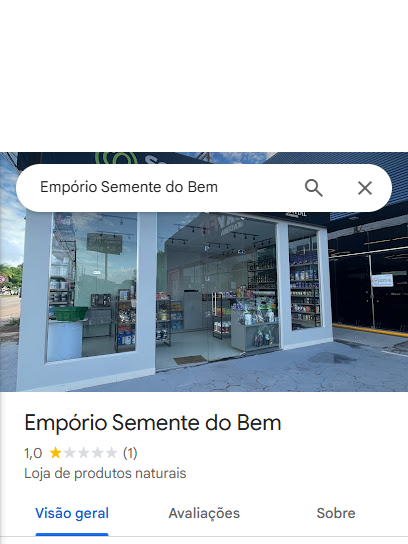 Empório Semente do Bem
Empório Semente do Bem
1,0 (1)
Loja de produtos naturais
Visão geral Avaliações Sobre